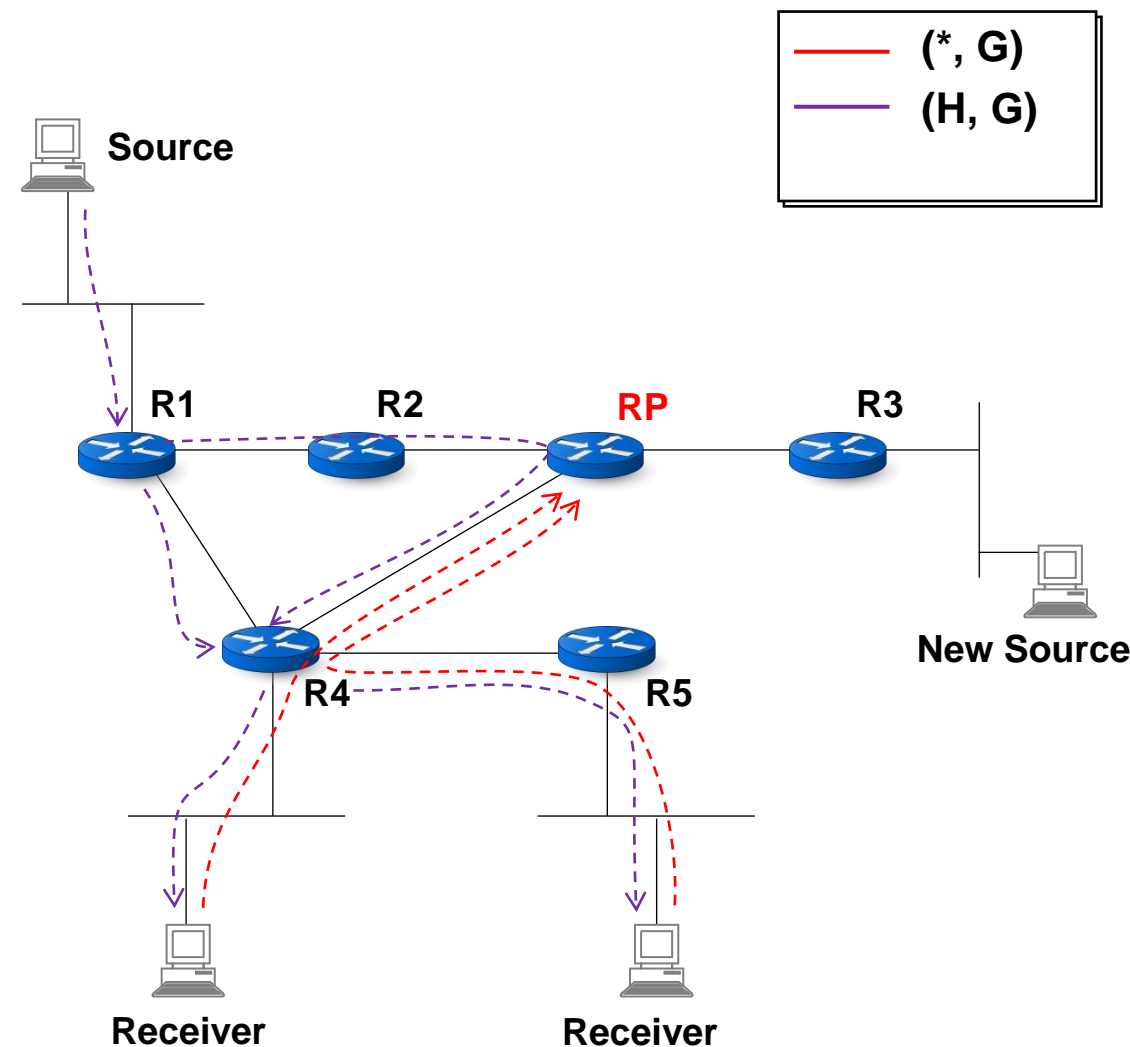 (*, G)
(H, G)
Source
R1
R2
RP
R3
New Source
R4
R5
Receiver
Receiver